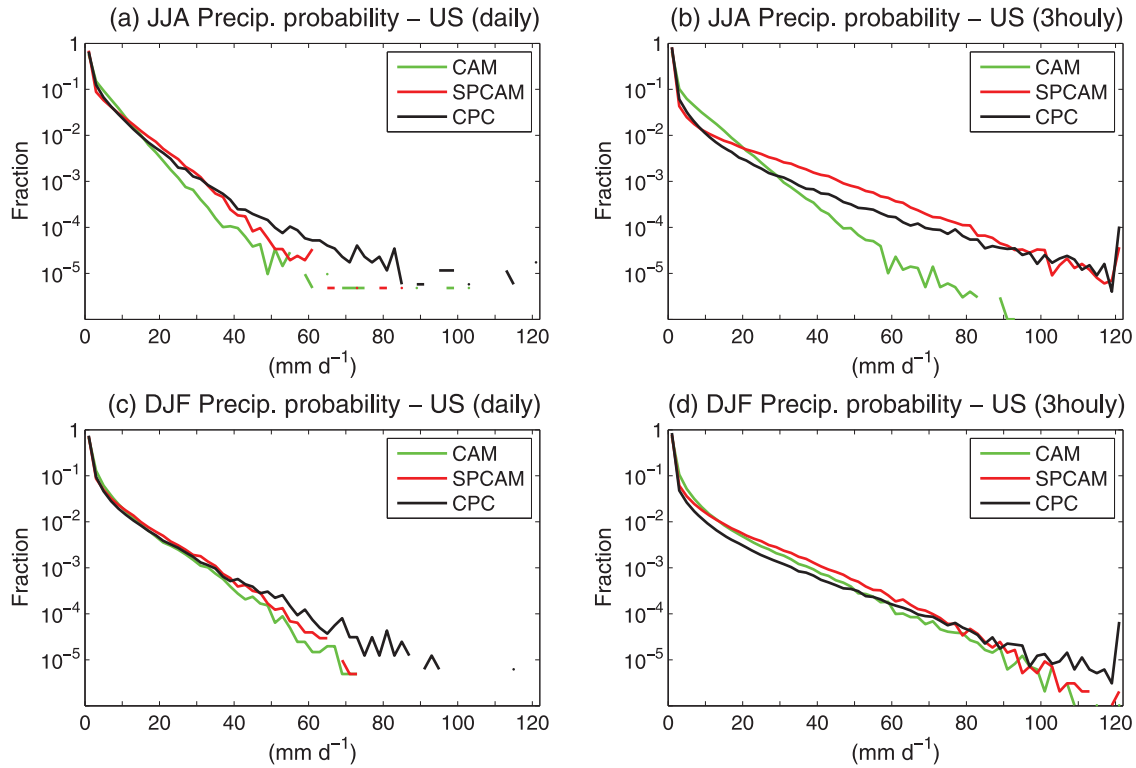 (a) JJA Precip. probability – US (daily)
1
10⁻¹
10⁻²
10⁻³
10⁻⁴
10⁻⁵
Fraction
CAM
SPCAM
CPC
0 20 40 60 80 100 120
(mm d⁻¹)
(b) JJA Precip. probability – US (3houly)
1
10⁻¹
10⁻²
10⁻³
10⁻⁴
10⁻⁵
Fraction
CAM
SPCAM
CPC
0 20 40 60 80 100 120
(mm d⁻¹)
(c) DJF Precip. probability – US (daily)
1
10⁻¹
10⁻²
10⁻³
10⁻⁴
10⁻⁵
Fraction
CAM
SPCAM
CPC
0 20 40 60 80 100 120
(mm d⁻¹)
(d) DJF Precip. probability – US (3houly)
1
10⁻¹
10⁻²
10⁻³
10⁻⁴
10⁻⁵
Fraction
CAM
SPCAM
CPC
0 20 40 60 80 100 120
(mm d⁻¹)